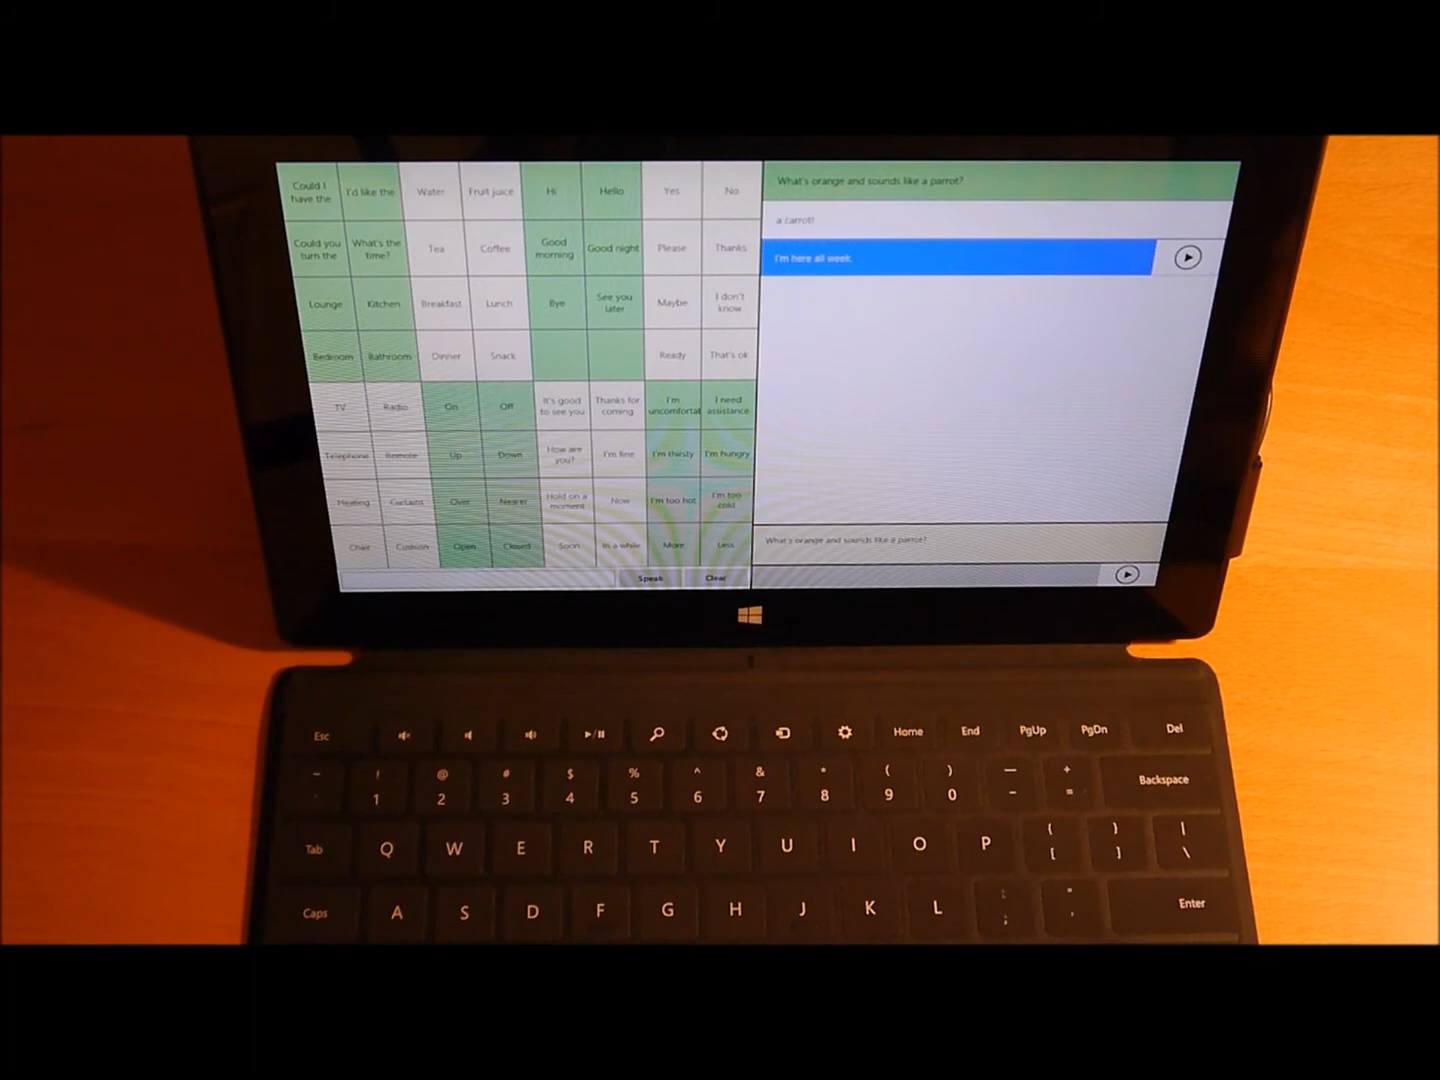 Could I have the
I'd like the
Water
Fruit juice
Hi
Hello
Yes
No
Could you turn the
What's the time?
Tea
Coffee
Good morning
Good night
Please
Thanks
Lounge
Kitchen
Breakfast
Lunch
Bye
See you later
Maybe
I don't know
Bedroom
Bathroom
Dinner
Snack
Ready
That's ok
TV
Radio
On
Off
It's good to see you
Thanks for coming
I'm uncomfortal
I need assistance
Telephone
Remote
Up
Down
How are you?
I'm fine
I'm thirsty
I'm hungry
Heating
Curtains
Over
Nearer
Hold on a moment
Now
I'm too hot
I'm too cold
Chair
Cushion
Open
Closed
Soon
In a while
More
Less
Speak
Clear
What's orange and sounds like a parrot?
a carrot!
I'm here all week.
What's orange and sounds like a parrot?
Esc
Home
End
PgUp
PgDn
Del
~ ! @ # $ % ^ & * ( ) — +
1 2 3 4 5 6 7 8 9 0 - =
Backspace
Tab Q W E R T Y U I O P { [ } ] | \
Caps A S D F G H J K L : ; " ' Enter